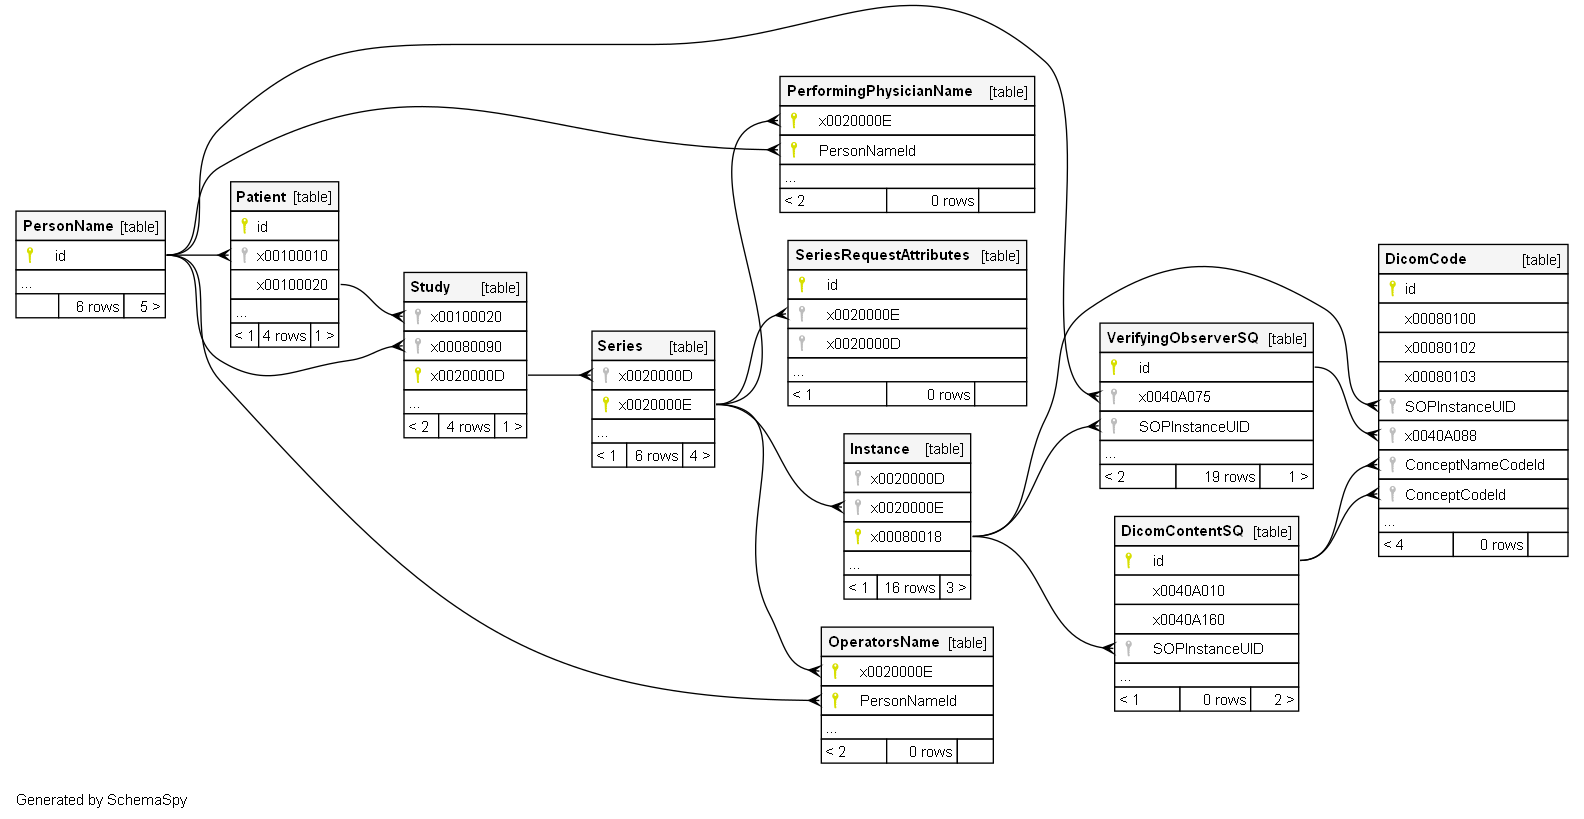 PersonName [table]
id
...
6 rows 5 >
Patient [table]
id
x00100010
x00100020
...
< 1 4 rows 1 >
Study [table]
x00100020
x00080090
x0020000D
...
< 2 4 rows 1 >
Series [table]
x0020000D
x0020000E
...
< 1 6 rows 4 >
PerformingPhysicianName [table]
x0020000E
PersonNameId
...
< 2 0 rows
SeriesRequestAttributes [table]
id
x0020000E
x0020000D
...
< 1 0 rows
Instance [table]
x0020000D
x0020000E
x00080018
...
< 1 16 rows 3 >
OperatorsName [table]
x0020000E
PersonNameId
...
< 2 0 rows
VerifyingObserverSQ [table]
id
x0040A075
SOPInstanceUID
...
< 2 19 rows 1 >
DicomContentSQ [table]
id
x0040A010
x0040A160
SOPInstanceUID
...
< 1 0 rows 2 >
DicomCode [table]
id
x00080100
x00080102
x00080103
SOPInstanceUID
x0040A088
ConceptNameCodeId
ConceptCodeId
...
< 4 0 rows
Generated by SchemaSpy